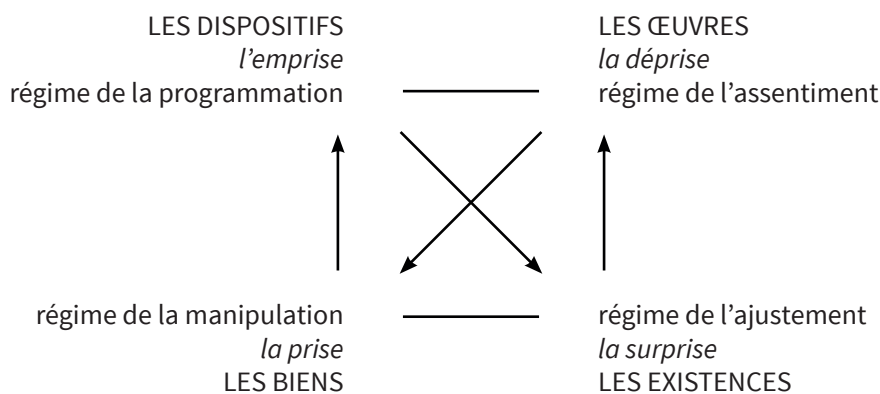 LES DISPOSITIFS
l’emprise
régime de la programmation
LES ŒUVRES
la déprise
régime de l’assentiment
régime de la manipulation
la prise
LES BIENS
régime de l’ajustement
la surprise
LES EXISTENCES